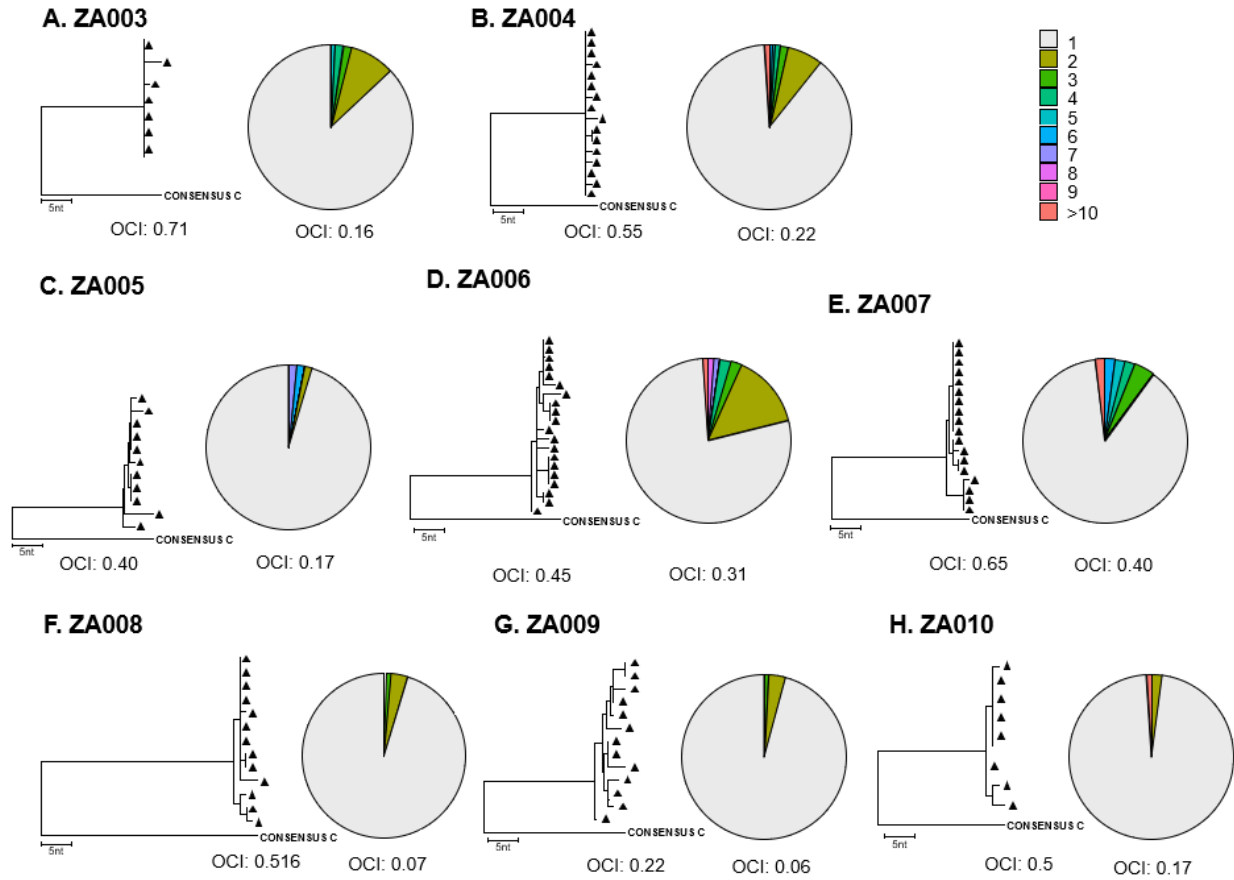 A. ZA003
CONSENSUS C
5nt
OCI: 0.71
OCI: 0.16
B. ZA004
CONSENSUS C
5nt
OCI: 0.55
OCI: 0.22
1
2
3
4
5
6
7
8
9
>10
C. ZA005
CONSENSUS C
5nt
OCI: 0.40
OCI: 0.17
D. ZA006
CONSENSUS C
5nt
OCI: 0.45
OCI: 0.31
E. ZA007
CONSENSUS C
5nt
OCI: 0.65
OCI: 0.40
F. ZA008
CONSENSUS C
5nt
OCI: 0.516
OCI: 0.07
G. ZA009
CONSENSUS C
5nt
OCI: 0.22
OCI: 0.06
H. ZA010
CONSENSUS C
5nt
OCI: 0.5
OCI: 0.17